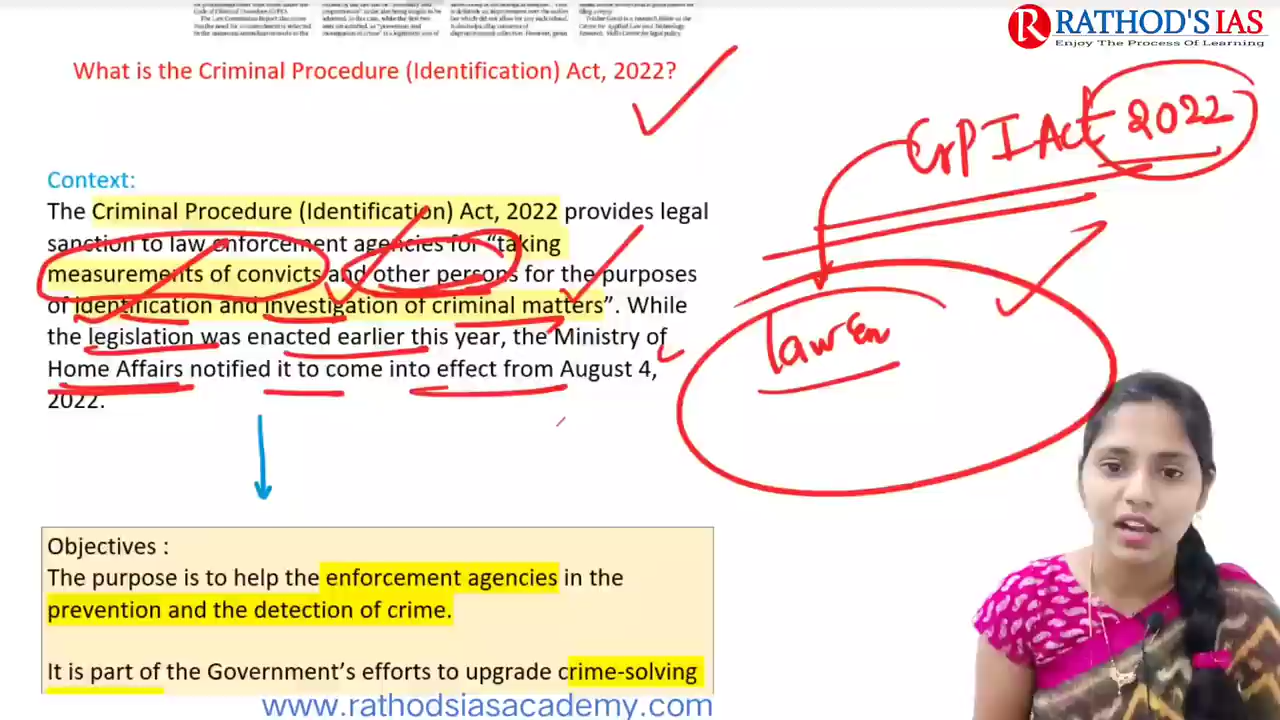 RATHOD'S IAS
Enjoy The Process Of Learning
What is the Criminal Procedure (Identification) Act, 2022?
CrP I Act 2022
Context:
The Criminal Procedure (Identification) Act, 2022 provides legal
sanction to law enforcement agencies for “taking
measurements of convicts and other persons for the purposes
of identification and investigation of criminal matters”. While
the legislation was enacted earlier this year, the Ministry of
Home Affairs notified it to come into effect from August 4,
2022.
law en
Objectives :
The purpose is to help the enforcement agencies in the
prevention and the detection of crime.
It is part of the Government’s efforts to upgrade crime-solving
www.rathodsiasacademy.com